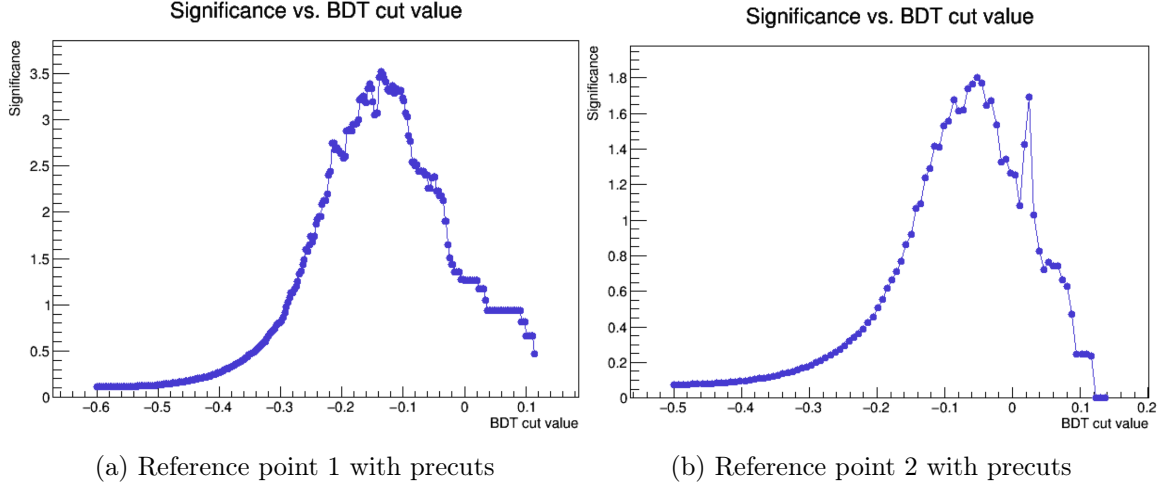 Significance vs. BDT cut value
Significance
3.5
3
2.5
2
1.5
1
0.5
0
−0.6 −0.5 −0.4 −0.3 −0.2 −0.1 0 0.1
BDT cut value
(a) Reference point 1 with precuts
Significance vs. BDT cut value
Significance
1.8
1.6
1.4
1.2
1
0.8
0.6
0.4
0.2
0
−0.5 −0.4 −0.3 −0.2 −0.1 0 0.1 0.2
BDT cut value
(b) Reference point 2 with precuts